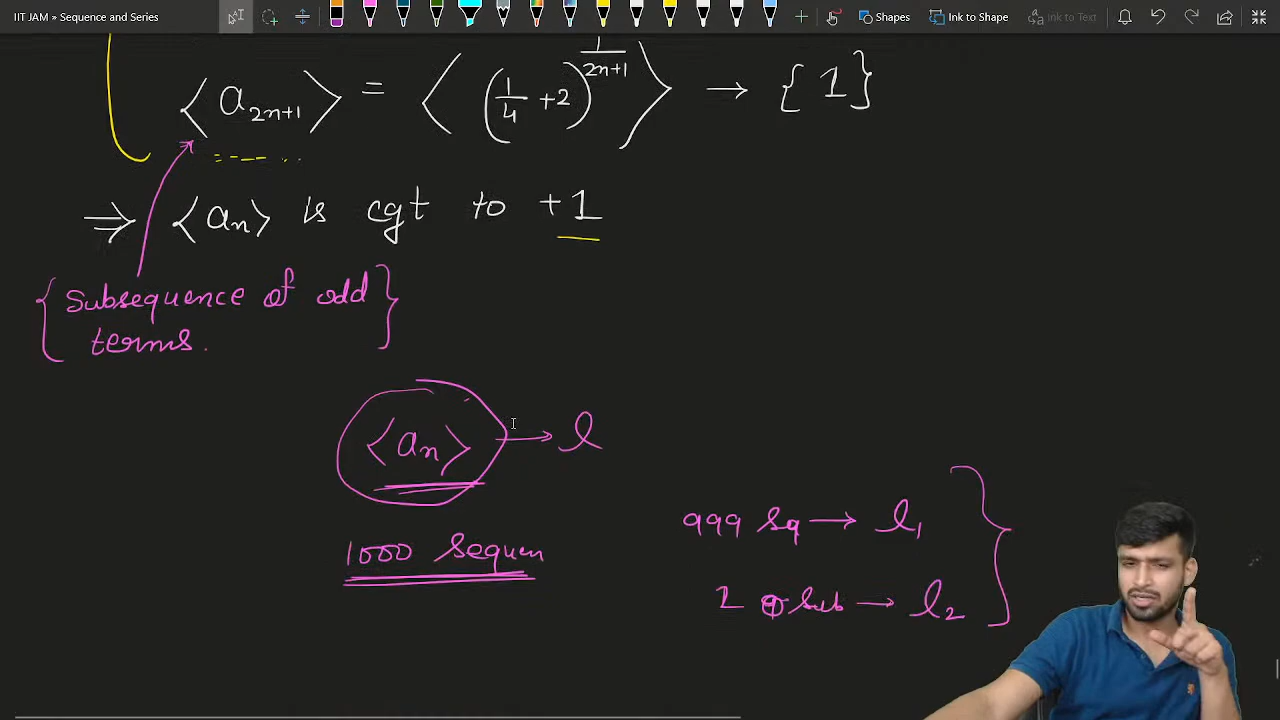 IIT JAM » Sequence and Series
Shapes
Ink to Shape
Ink to Text
⟨a₂ₙ₊₁⟩ = ⟨(1/4 + 2)^(1/(2n+1))⟩ → {1}
⇒ ⟨aₙ⟩ is cgt to +1
{Subsequence of odd
terms.}
⟨aₙ⟩ → l
999 sq → l₁
1000 sequen
sub → l₂